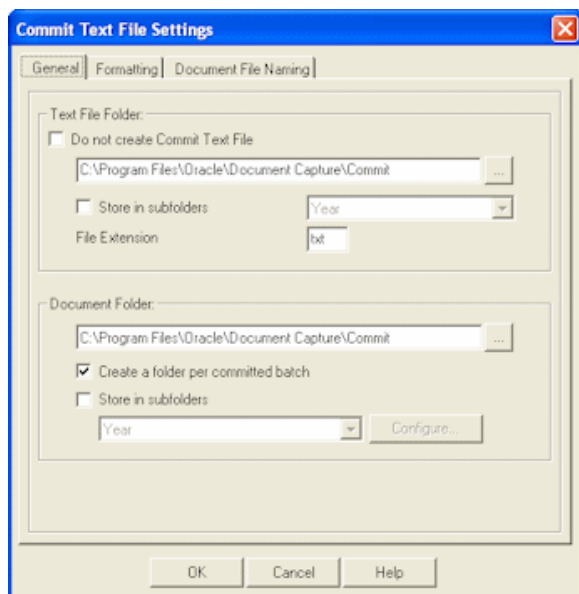 Commit Text File Settings
General Formatting Document File Naming
Text File Folder:
Do not create Commit Text File
C:\Program Files\Oracle\Document Capture\Commit ...
Store in subfolders Year
File Extension txt
Document Folder:
C:\Program Files\Oracle\Document Capture\Commit ...
Create a folder per committed batch
Store in subfolders
Year Configure...
OK Cancel Help